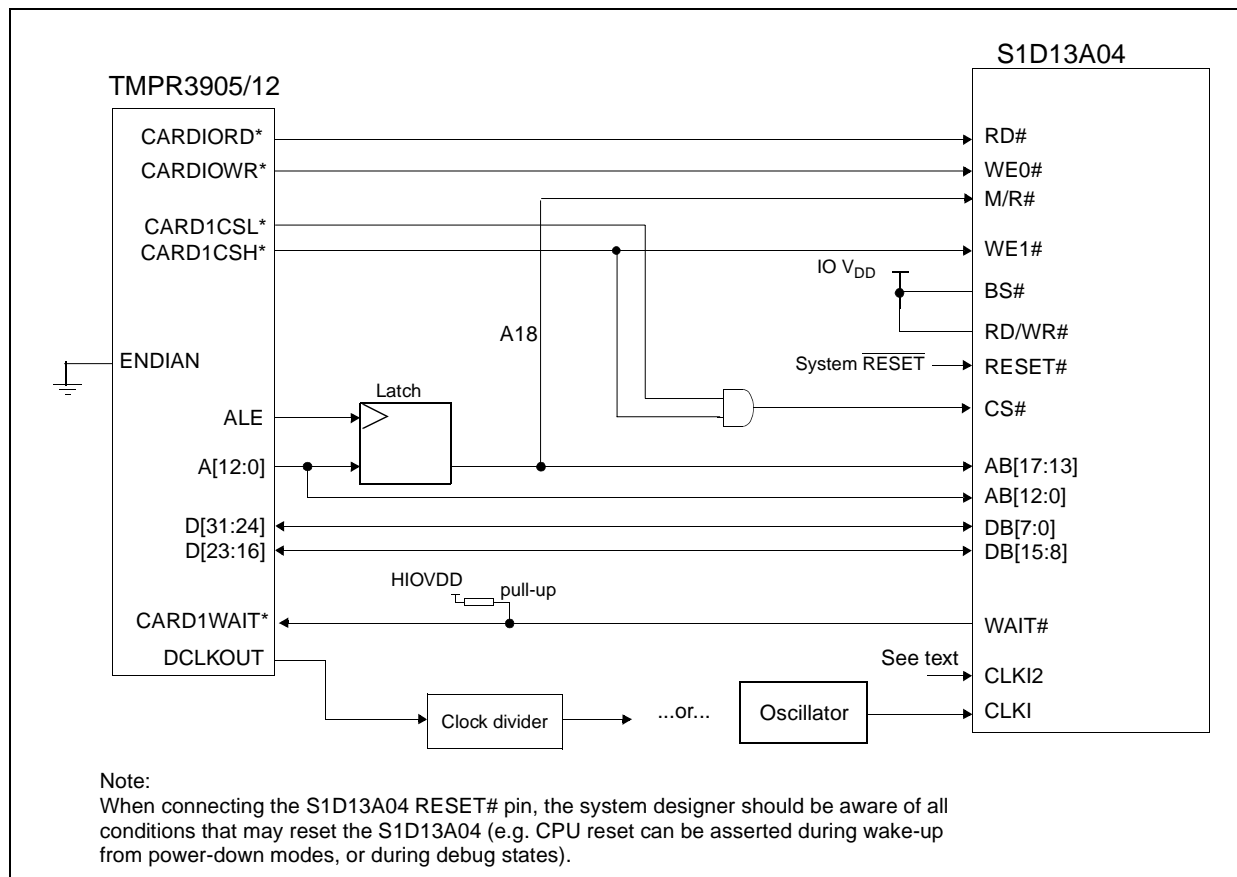 S1D13A04
TMPR3905/12
CARDIORD*
RD#
CARDIOWR*
WE0#
M/R#
CARD1CSL*
CARD1CSH*
WE1#
IO VDD
BS#
A18
RD/WR#
ENDIAN
System RESET
RESET#
Latch
ALE
CS#
A[12:0]
AB[17:13]
AB[12:0]
D[31:24]
DB[7:0]
D[23:16]
DB[15:8]
HIOVDD
pull-up
CARD1WAIT*
WAIT#
DCLKOUT
See text
CLKI2
Clock divider
...or...
Oscillator
CLKI
Note:
When connecting the S1D13A04 RESET# pin, the system designer should be aware of all
conditions that may reset the S1D13A04 (e.g. CPU reset can be asserted during wake-up
from power-down modes, or during debug states).